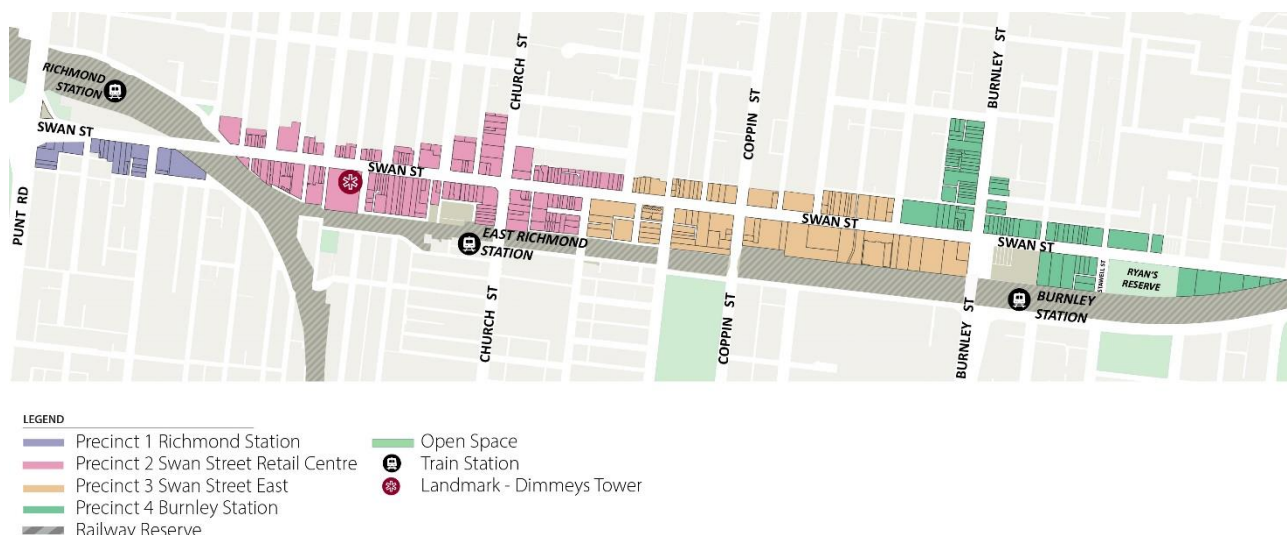 RICHMOND
STATION
SWAN ST
PUNT RD
CHURCH ST
SWAN ST
EAST RICHMOND
STATION
CHURCH ST
COPPIN ST
COPPIN ST
SWAN ST
BURNLEY ST
SWAN ST
STAWELL ST
RYAN'S
RESERVE
BURNLEY
STATION
BURNLEY ST
LEGEND
Precinct 1 Richmond Station
Precinct 2 Swan Street Retail Centre
Precinct 3 Swan Street East
Precinct 4 Burnley Station
Railway Reserve
Open Space
Train Station
Landmark - Dimmeys Tower